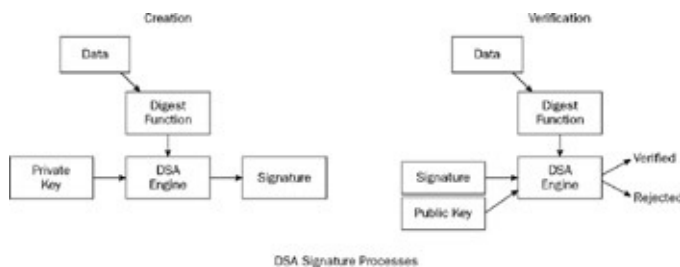 Creation
Data
Digest
Function
Private
Key
DSA
Engine
Signature
Verification
Data
Digest
Function
Signature
Public Key
DSA
Engine
Verified
Rejected
DSA Signature Processes